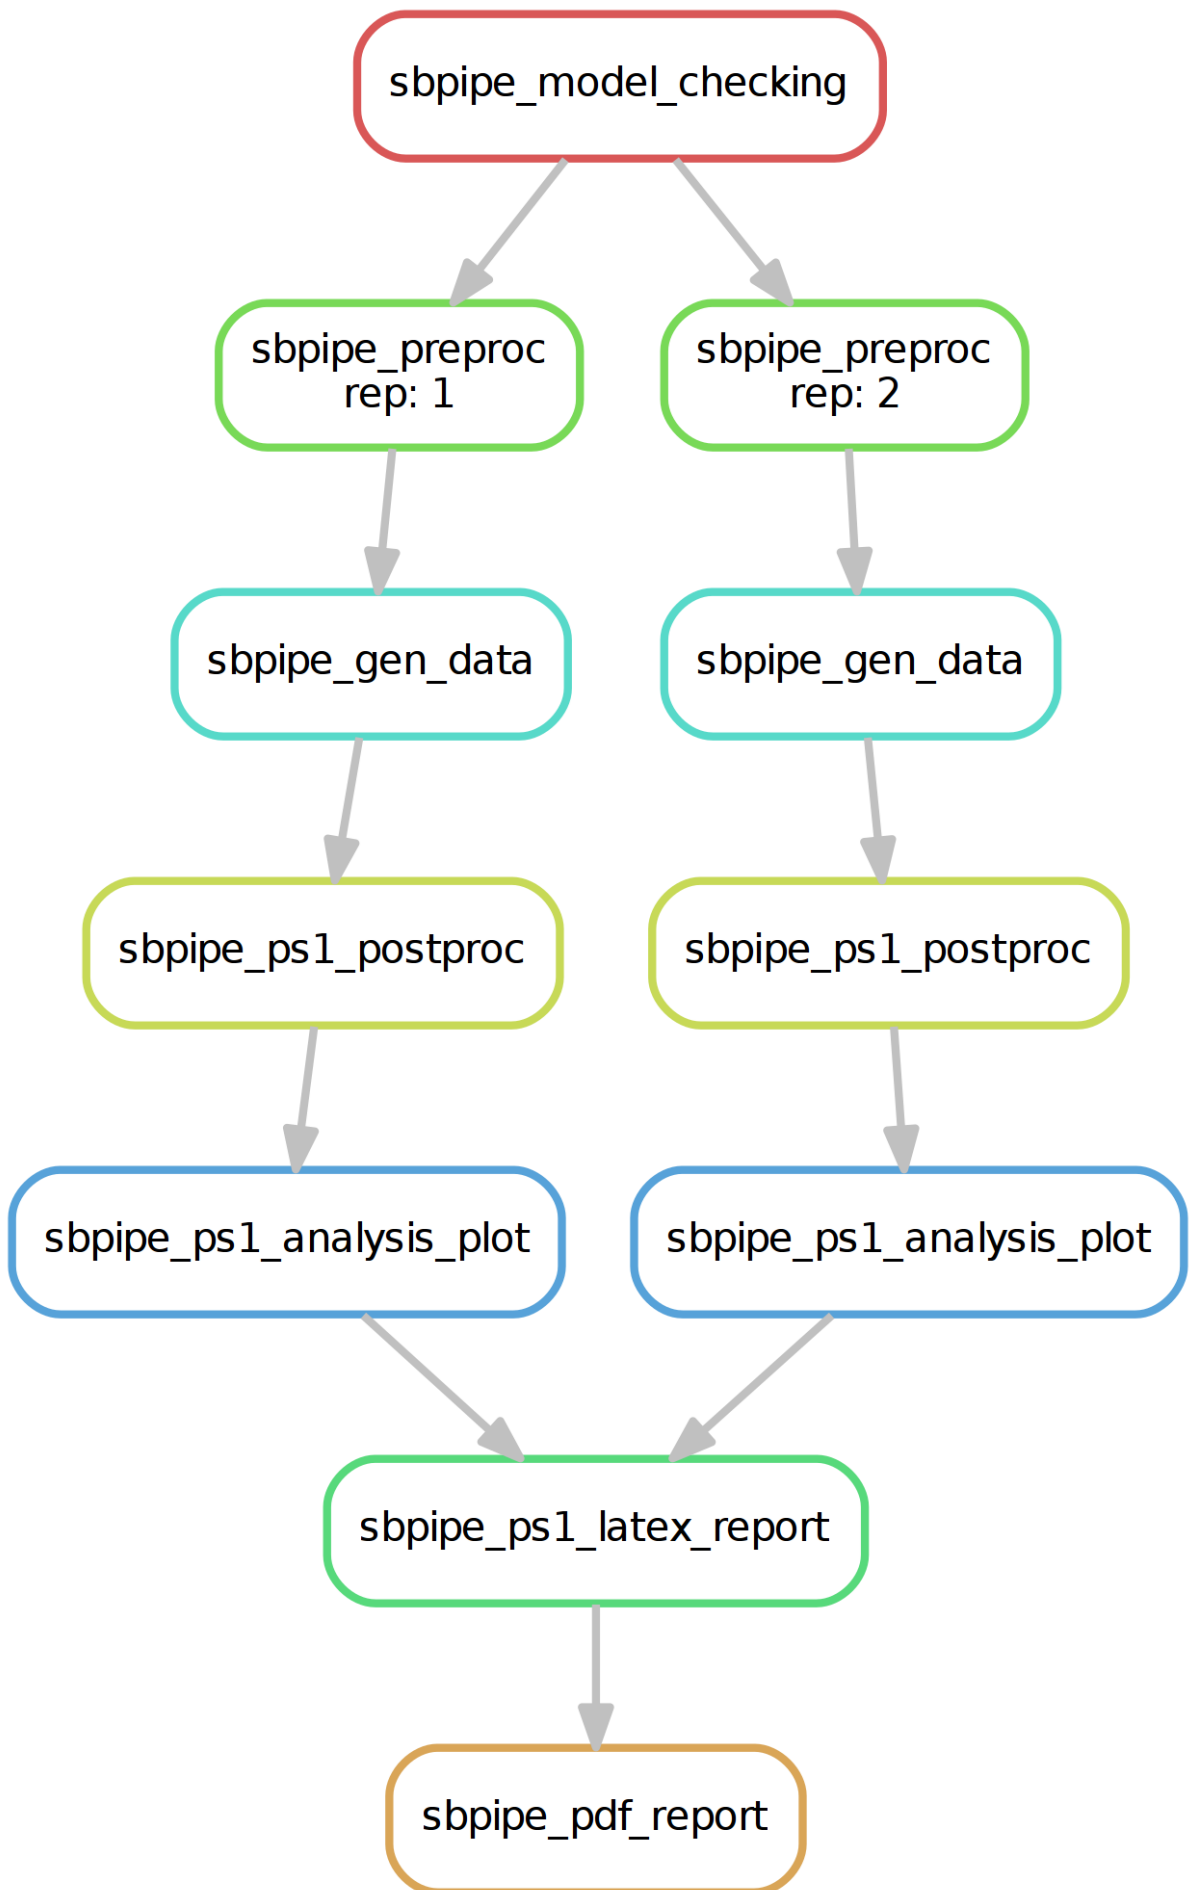 sbpipe_model_checking
sbpipe_preproc
rep: 1
sbpipe_preproc
rep: 2
sbpipe_gen_data
sbpipe_gen_data
sbpipe_ps1_postproc
sbpipe_ps1_postproc
sbpipe_ps1_analysis_plot
sbpipe_ps1_analysis_plot
sbpipe_ps1_latex_report
sbpipe_pdf_report